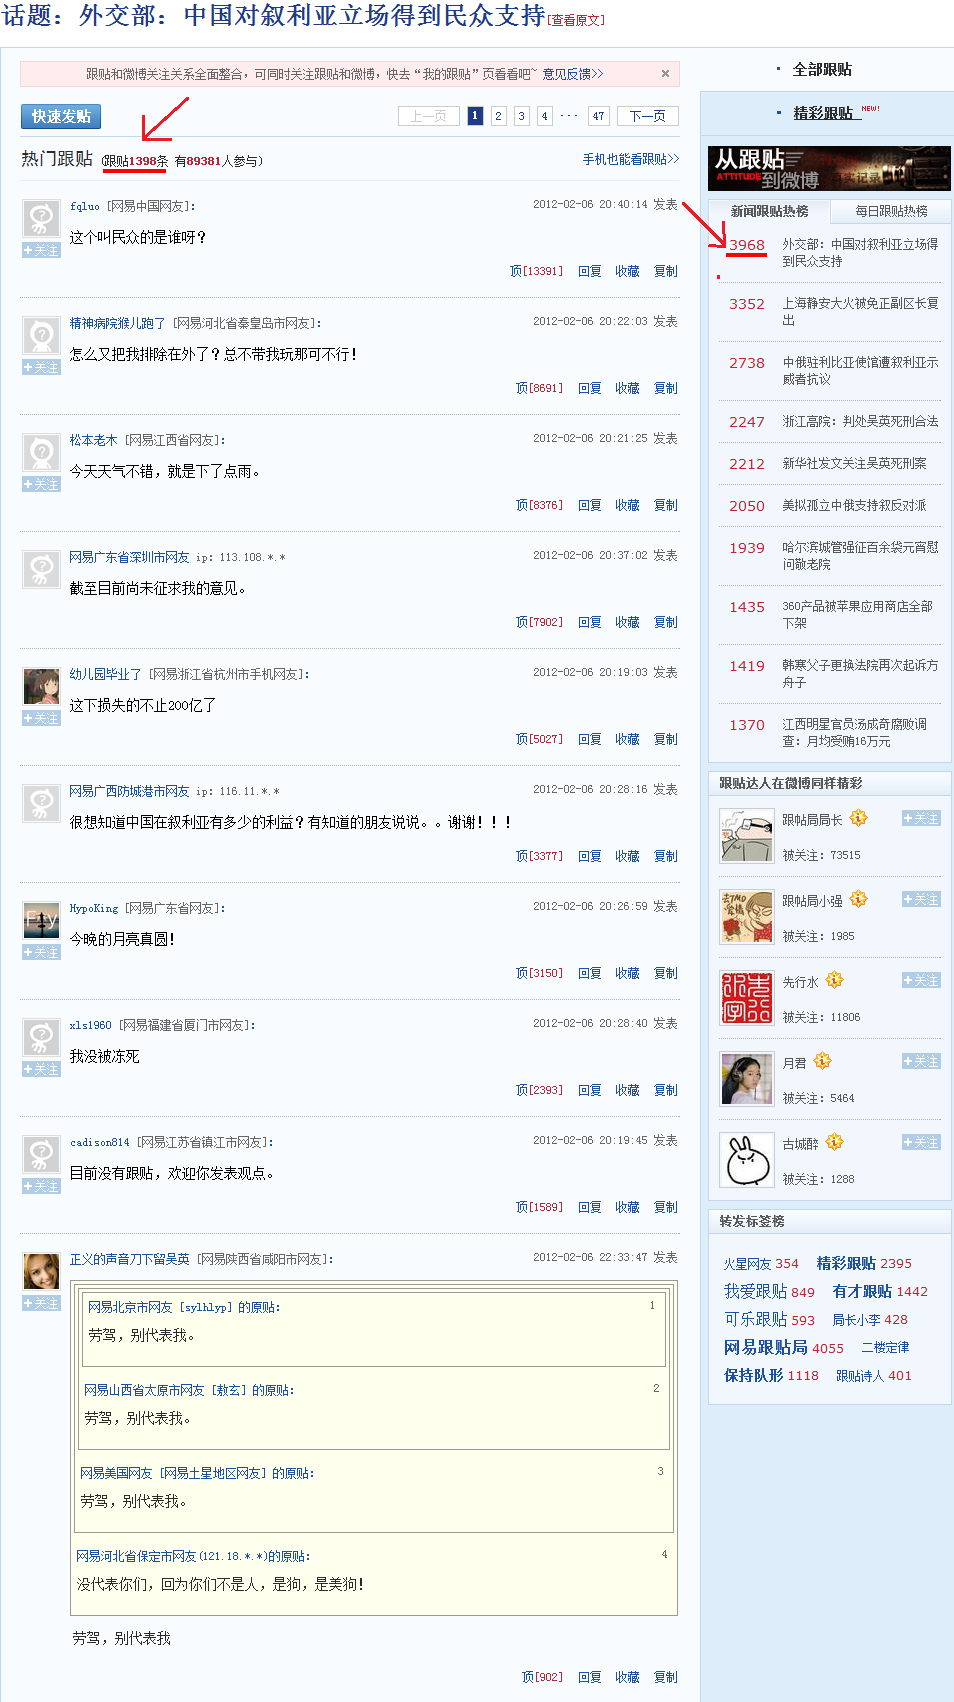 话题：外交部：中国对叙利亚立场得到民众支持[查看原文]
跟贴和微博关注关系全面整合，可同时关注跟贴和微博，快去“我的跟贴”页看看吧~ 意见反馈>> ×
快速发贴
上一页 1 2 3 4 ··· 47 下一页
热门跟贴 (跟贴1398条 有89381人参与)
手机也能看跟贴>>
fqluo [网易中国网友]：
2012-02-06 20:40:14 发表
+关注
这个叫民众的是谁呀？
顶[13391] 回复 收藏 复制
精神病院猴儿跑了 [网易河北省秦皇岛市网友]：
2012-02-06 20:22:03 发表
+关注
怎么又把我排除在外了？总不带我玩那可不行！
顶[8691] 回复 收藏 复制
松本老木 [网易江西省网友]：
2012-02-06 20:21:25 发表
+关注
今天天气不错，就是下了点雨。
顶[8376] 回复 收藏 复制
网易广东省深圳市网友 ip：113.108.*.*
2012-02-06 20:37:02 发表
截至目前尚未征求我的意见。
顶[7902] 回复 收藏 复制
幼儿园毕业了 [网易浙江省杭州市手机网友]：
2012-02-06 20:19:03 发表
+关注
这下损失的不止200亿了
顶[5027] 回复 收藏 复制
网易广西防城港市网友 ip：116.11.*.*
2012-02-06 20:28:16 发表
很想知道中国在叙利亚有多少的利益？有知道的朋友说说。。谢谢！！！
顶[3377] 回复 收藏 复制
HypoKing [网易广东省网友]：
2012-02-06 20:26:59 发表
Fly
+关注
今晚的月亮真圆！
顶[3150] 回复 收藏 复制
xls1960 [网易福建省厦门市网友]：
2012-02-06 20:28:40 发表
+关注
我没被冻死
顶[2393] 回复 收藏 复制
cadison814 [网易江苏省镇江市网友]：
2012-02-06 20:19:45 发表
+关注
目前没有跟贴，欢迎你发表观点。
顶[1589] 回复 收藏 复制
正义的声音刀下留吴英 [网易陕西省咸阳市网友]：
2012-02-06 22:33:47 发表
+关注
网易北京市网友 [sylhlyp] 的原贴： 1
劳驾，别代表我。
网易山西省太原市网友 [敖玄] 的原贴： 2
劳驾，别代表我。
网易美国网友 [网易土星地区网友] 的原贴： 3
劳驾，别代表我。
网易河北省保定市网友(121.18.*.*)的原贴： 4
没代表你们，回为你们不是人，是狗，是美狗！
劳驾，别代表我
顶[902] 回复 收藏 复制
· 全部跟贴
· 精彩跟贴 NEW!
从跟贴
ATTITUDE 到微博
新闻跟贴热榜 每日跟贴热榜
3968 外交部：中国对叙利亚立场得
到民众支持
3352 上海静安大火被免正副区长复
出
2738 中俄驻利比亚使馆遭叙利亚示
威者抗议
2247 浙江高院：判处吴英死刑合法
2212 新华社发文关注吴英死刑案
2050 美拟孤立中俄支持叙反对派
1939 哈尔滨城管强征百余袋元宵慰
问敬老院
1435 360产品被苹果应用商店全部
下架
1419 韩寒父子更换法院再次起诉方
舟子
1370 江西明星官员汤成奇腐败调
查：月均受贿16万元
跟贴达人在微博同样精彩
跟帖局局长 +关注
被关注：73515
跟帖局小强 +关注
被关注：1985
先行水 +关注
被关注：11806
月君 +关注
被关注：5464
古城醉 +关注
被关注：1288
转发标签榜
火星网友 354 精彩跟贴 2395
我爱跟贴 849 有才跟贴 1442
可乐跟贴 593 局长小李 428
网易跟贴局 4055 二楼定律
保持队形 1118 跟贴诗人 401